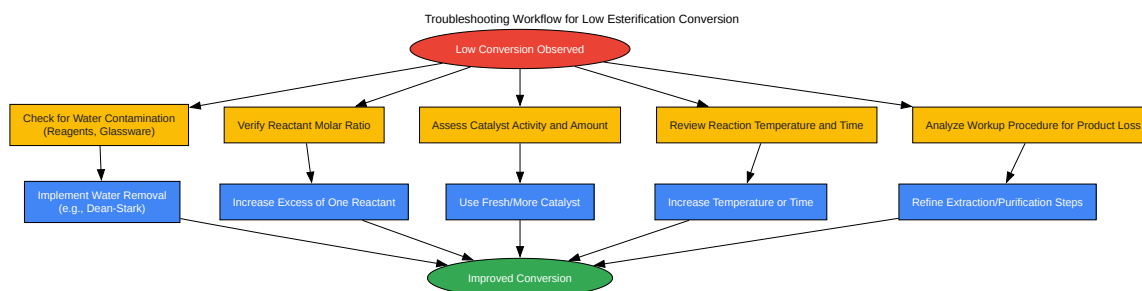 Troubleshooting Workflow for Low Esterification Conversion
Low Conversion Observed
Check for Water Contamination
(Reagents, Glassware)
Verify Reactant Molar Ratio
Assess Catalyst Activity and Amount
Review Reaction Temperature and Time
Analyze Workup Procedure for Product Loss
Implement Water Removal
(e.g., Dean-Stark)
Increase Excess of One Reactant
Use Fresh/More Catalyst
Increase Temperature or Time
Refine Extraction/Purification Steps
Improved Conversion